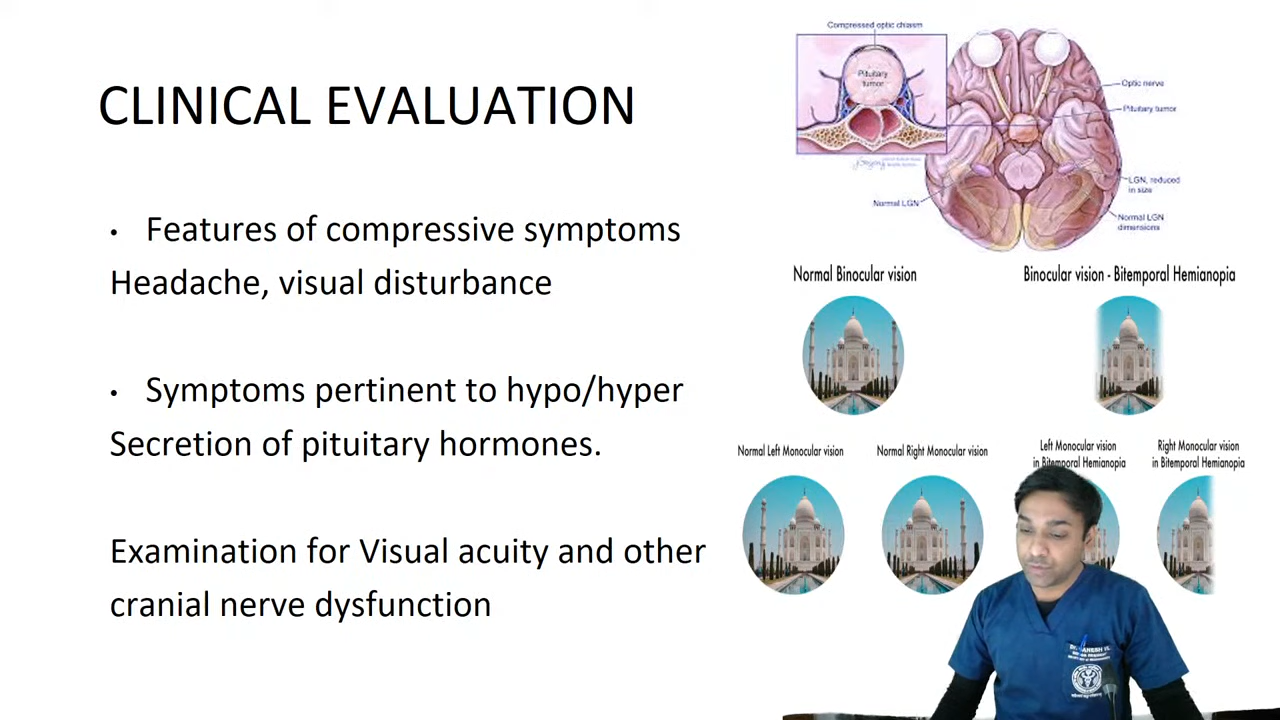 CLINICAL EVALUATION
• Features of compressive symptoms
Headache, visual disturbance
• Symptoms pertinent to hypo/hyper
Secretion of pituitary hormones.
Examination for Visual acuity and other
cranial nerve dysfunction
Compressed optic chiasm
Pituitary
tumor
Optic nerve
Pituitary tumor
LGN, reduced
in size
Normal LGN
Normal LGN
dimensions
Normal Binocular vision
Binocular vision - Bitemporal Hemianopia
Normal Left Monocular vision
Normal Right Monocular vision
Left Monocular vision
in Bitemporal Hemianopia
Right Monocular vision
in Bitemporal Hemianopia